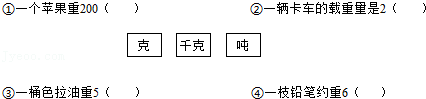 ①一个苹果重200（　　） ②一辆卡车的载重量是2（　　）
克 千克 吨
③一桶色拉油重5（　　） ④一枝铅笔约重6（　　）